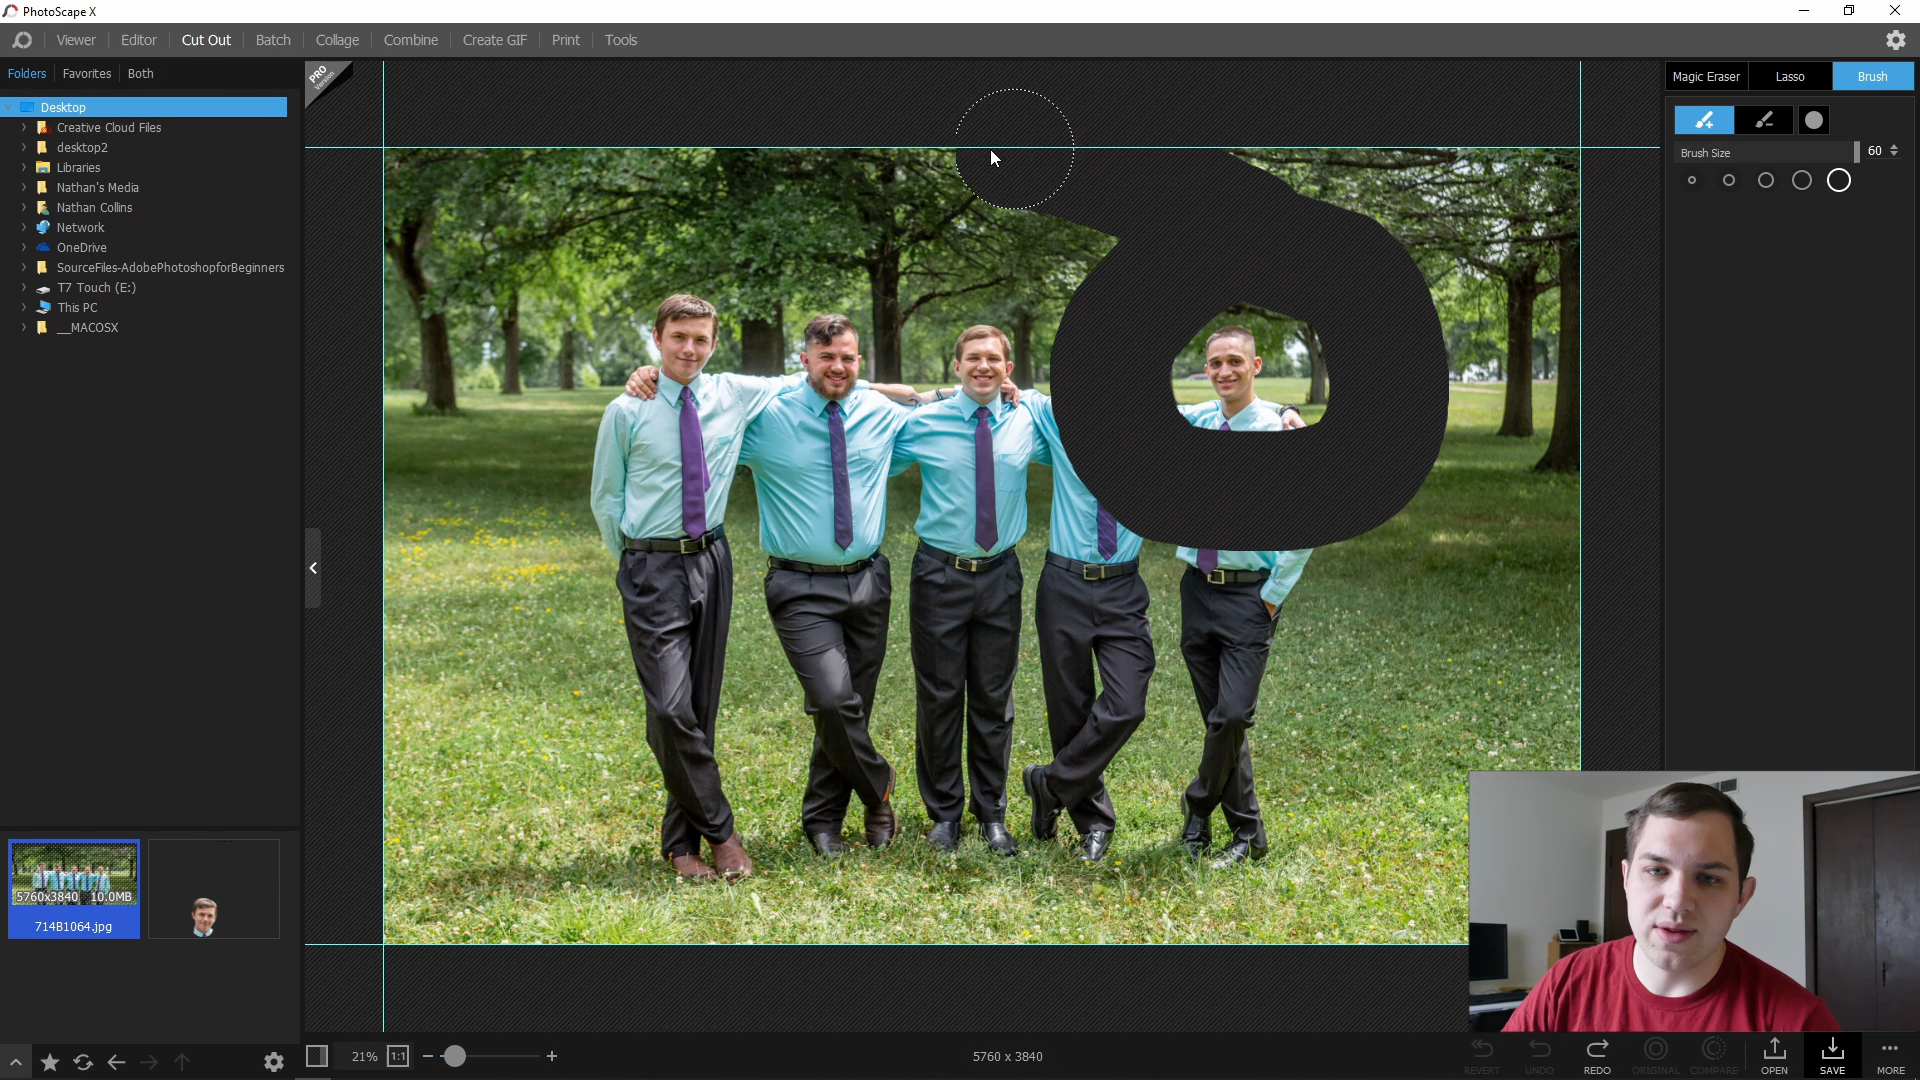 PhotoScape X
Viewer
Editor
Cut Out
Batch
Collage
Combine
Create GIF
Print
Tools
Folders
Favorites
Both
PRO
Version
Magic Eraser
Lasso
Brush
Desktop
Creative Cloud Files
desktop2
Libraries
Nathan's Media
Nathan Collins
Network
OneDrive
SourceFiles-AdobePhotoshopforBeginners
T7 Touch (E:)
This PC
__MACOSX
Brush Size
60
5760x3840 10.0MB
714B1064.jpg
21%
1:1
5760 x 3840
REVERT
UNDO
REDO
ORIGINAL
COMPARE
OPEN
SAVE
MORE